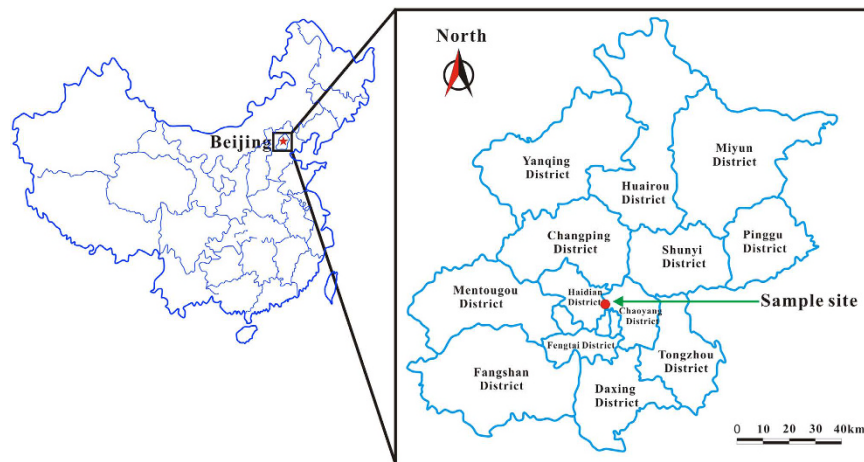 North
Beijing
Yanqing
District
Huairou
District
Miyun
District
Changping
District
Shunyi
District
Pinggu
District
Mentougou
District
Haidian
District
Chaoyang
District
Sample site
Fengtai District
Fangshan
District
Daxing
District
Tongzhou
District
0 10 20 30 40km